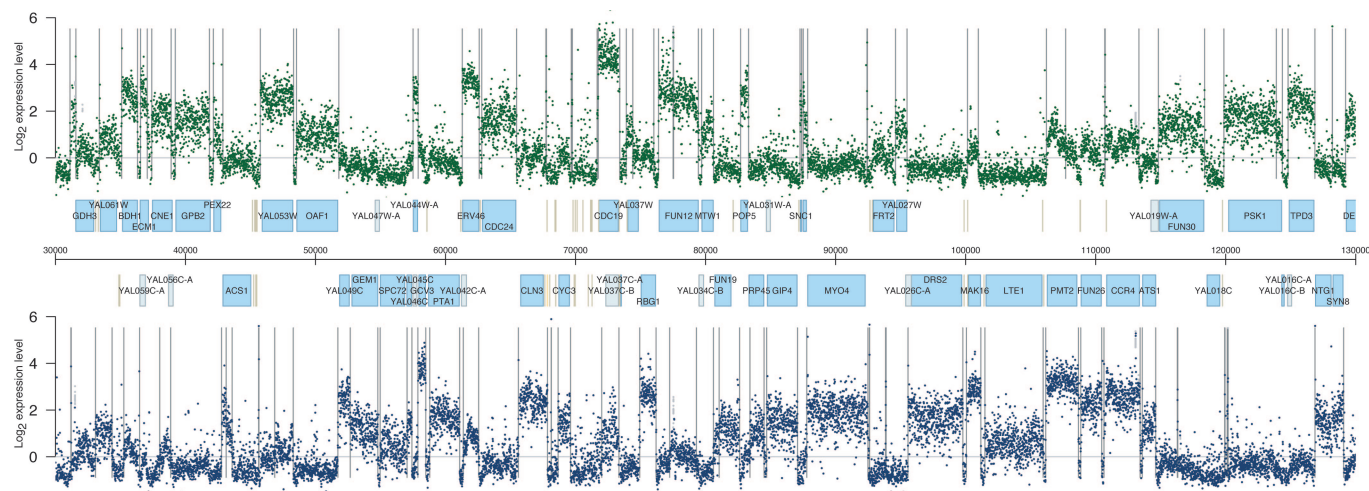 6
4
2
0
Log2 expression level
YAL061W
PEX22
YAL044W-A
YAL037W
YAL031W-A
YAL027W
GDH3
BDH1
CNE1
GPB2
YAL053W
OAF1
YAL047W-A
ERV46
CDC19
FUN12
MTW1
POP5
SNC1
FRT2
YAL019W-A
PSK1
TPD3
DE
ECM1
CDC24
FUN30
30000
40000
50000
60000
70000
80000
90000
100000
110000
120000
130000
YAL056C-A
GEM1
YAL045C
YAL037C-A
FUN19
DRS2
YAL016C-A
YAL059C-A
ACS1
YAL049C
SPC72
GCV3
YAL042C-A
CLN3
CYC3
YAL037C-B
YAL034C-B
PRP45
GIP4
MYO4
YAL026C-A
MAK16
LTE1
PMT2
FUN26
CCR4
ATS1
YAL018C
YAL016C-B
NTG1
YAL046C
PTA1
RBG1
SYN8
6
4
2
0
Log2 expression level